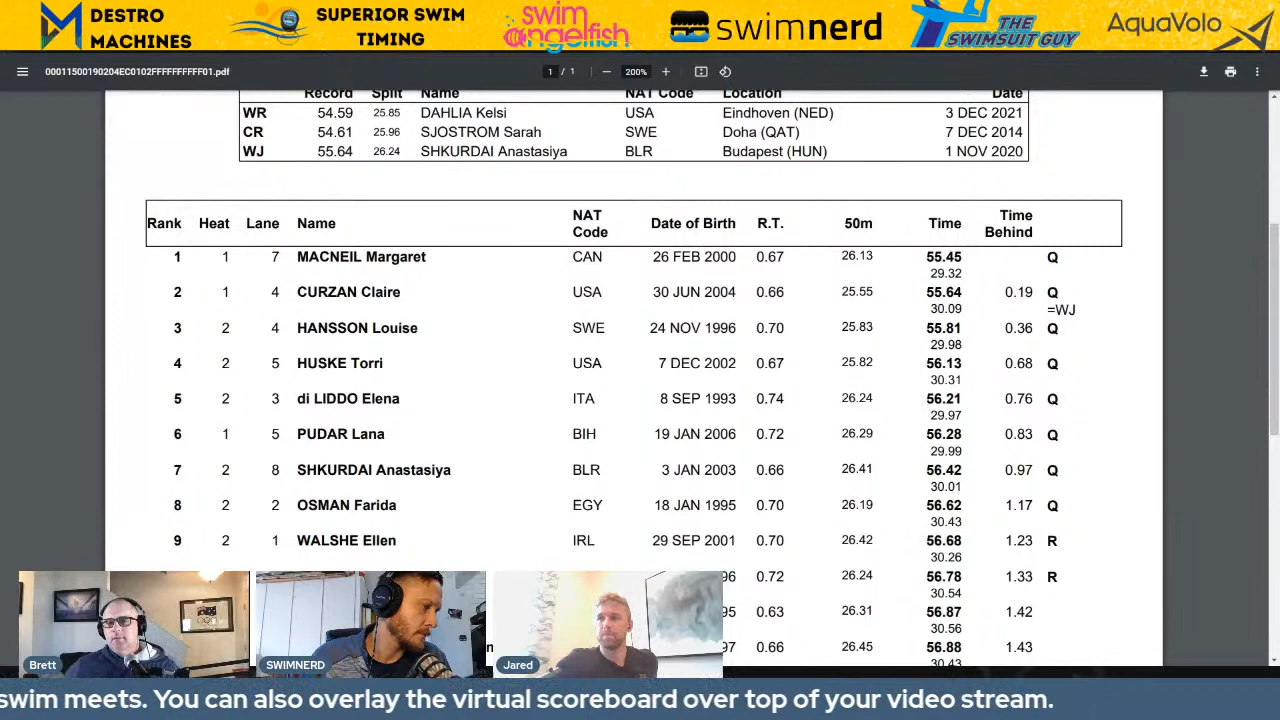 DESTRO MACHINES
SUPERIOR SWIM TIMING
swim angelfish
swimnerd
THE SWIMSUIT GUY
AquaVolo
00011500190204EC0102FFFFFFFFFF01.pdf 1 / 1 200%
Record Split Name NAT Code Location Date
WR 54.59 25.85 DAHLIA Kelsi USA Eindhoven (NED) 3 DEC 2021
CR 54.61 25.96 SJOSTROM Sarah SWE Doha (QAT) 7 DEC 2014
WJ 55.64 26.24 SHKURDAI Anastasiya BLR Budapest (HUN) 1 NOV 2020
Rank Heat Lane Name NAT Code Date of Birth R.T. 50m Time Time Behind
1 1 7 MACNEIL Margaret CAN 26 FEB 2000 0.67 26.13 55.45 Q
29.32
2 1 4 CURZAN Claire USA 30 JUN 2004 0.66 25.55 55.64 0.19 Q
30.09 =WJ
3 2 4 HANSSON Louise SWE 24 NOV 1996 0.70 25.83 55.81 0.36 Q
29.98
4 2 5 HUSKE Torri USA 7 DEC 2002 0.67 25.82 56.13 0.68 Q
30.31
5 2 3 di LIDDO Elena ITA 8 SEP 1993 0.74 26.24 56.21 0.76 Q
29.97
6 1 5 PUDAR Lana BIH 19 JAN 2006 0.72 26.29 56.28 0.83 Q
29.99
7 2 8 SHKURDAI Anastasiya BLR 3 JAN 2003 0.66 26.41 56.42 0.97 Q
30.01
8 2 2 OSMAN Farida EGY 18 JAN 1995 0.70 26.19 56.62 1.17 Q
30.43
9 2 1 WALSHE Ellen IRL 29 SEP 2001 0.70 26.42 56.68 1.23 R
30.26
96 0.72 26.24 56.78 1.33 R
30.54
95 0.63 26.31 56.87 1.42
30.56
97 0.66 26.45 56.88 1.43
30.43
Brett
SWIMNERD
Jared
swim meets. You can also overlay the virtual scoreboard over top of your video stream.